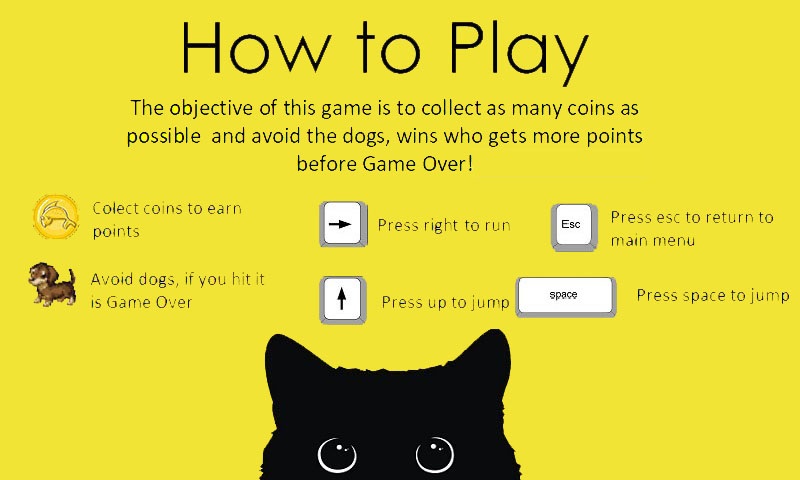 How to Play
The objective of this game is to collect as many coins as
possible and avoid the dogs, wins who gets more points
before Game Over!
Colect coins to earn
points
Press right to run
Esc
Press esc to return to
main menu
Avoid dogs, if you hit it
is Game Over
Press up to jump
space
Press space to jump